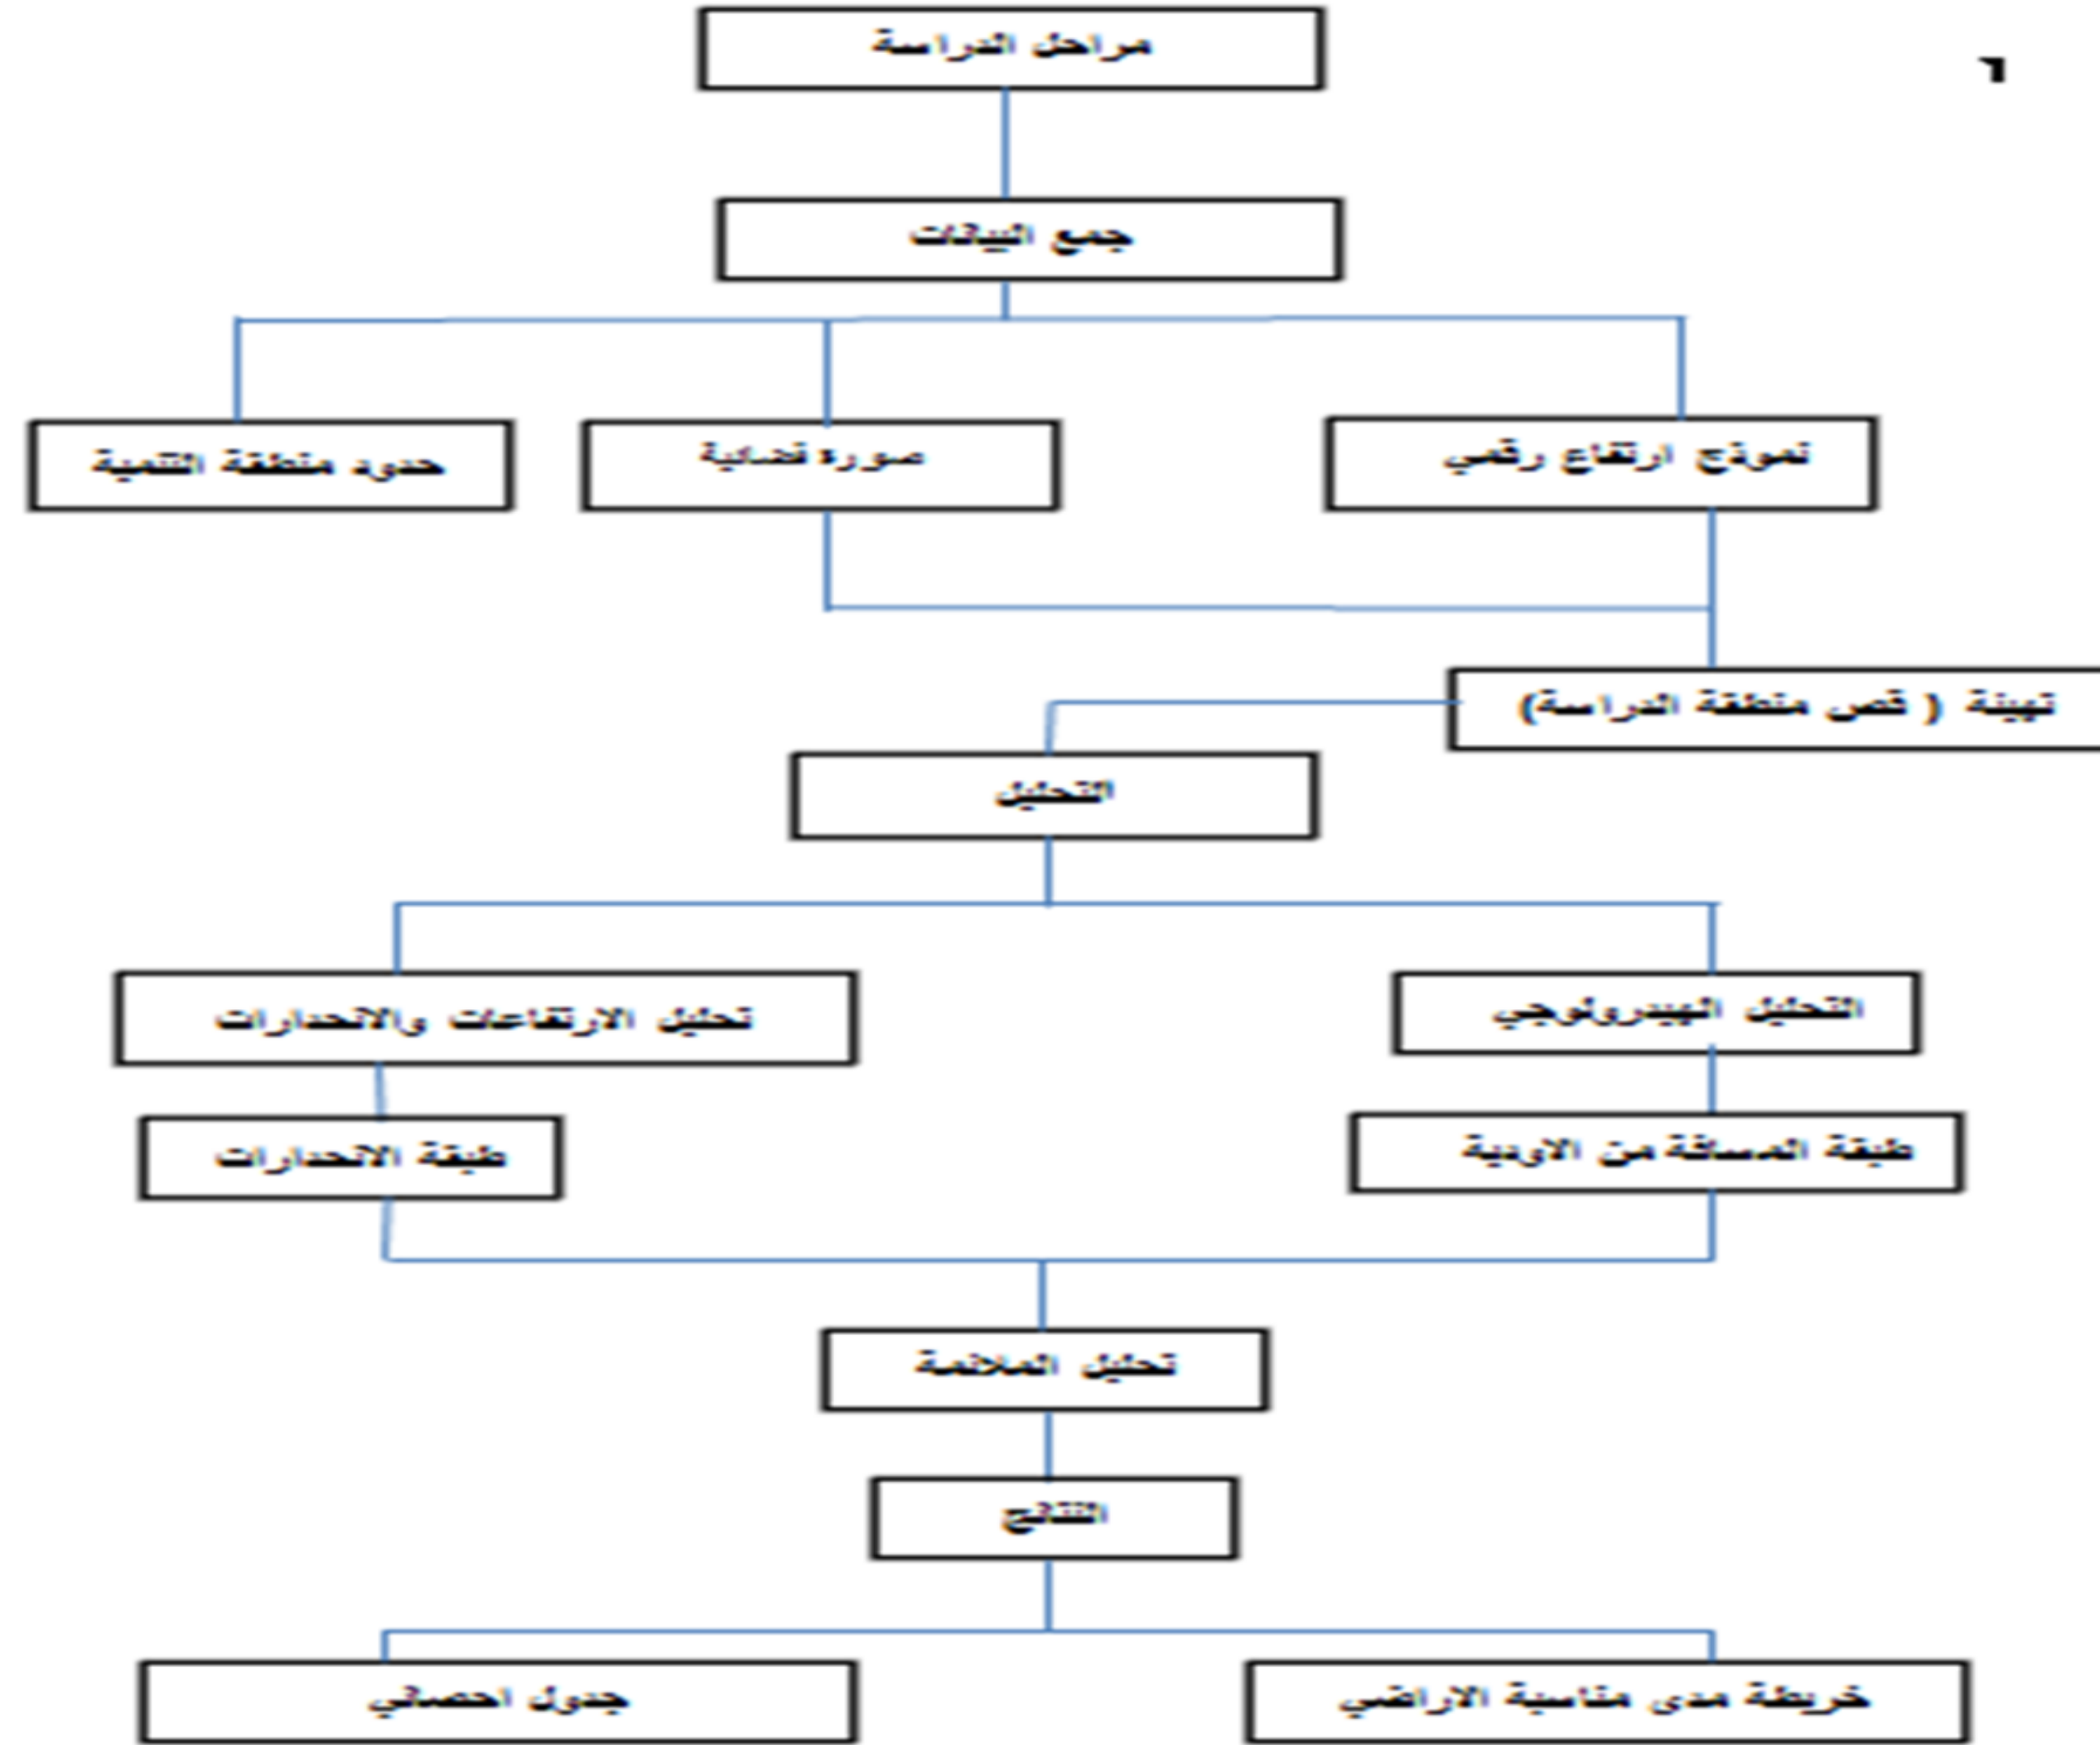 مراحل الدراسة
جمع البيانات
نموذج ارتفاع رقمي
صورة فضائية
حدود منطقة التنمية
تهيئة ( قص منطقة الدراسة)
التحليل
التحليل الهيدرولوجي
تحليل الارتفاعات والانحدارات
طبقة المسافة من الاودية
طبقة الانحدارات
تحليل الملائمة
النتائج
خريطة مدى مناسبة الاراضي
جدول احصائي